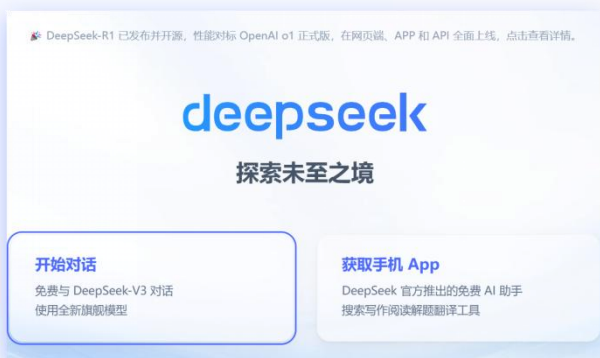 🎉 DeepSeek-R1 已发布并开源，性能对标 OpenAI o1 正式版，在网页端、APP 和 API 全面上线，点击查看详情。
deepseek
探索未至之境
开始对话
免费与 DeepSeek-V3 对话
使用全新旗舰模型
获取手机 App
DeepSeek 官方推出的免费 AI 助手
搜索写作阅读解题翻译工具